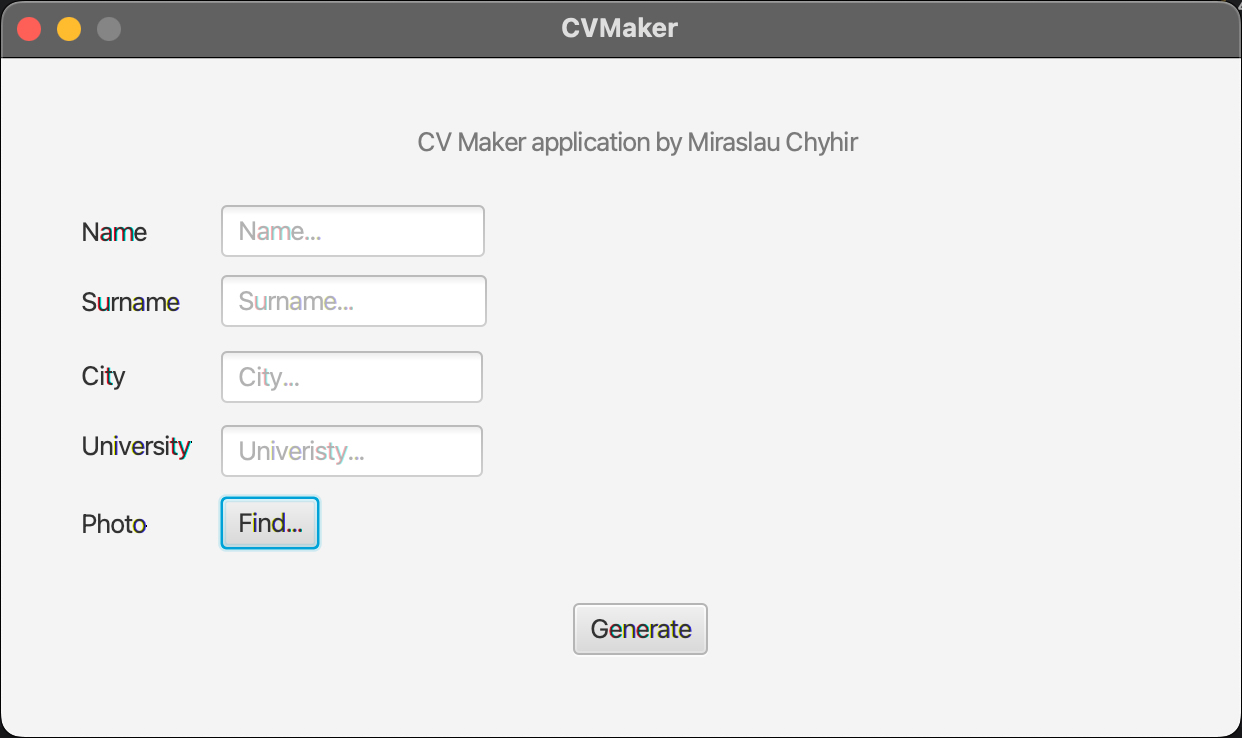 CVMaker
CV Maker application by Miraslau Chyhir
Name Name...
Surname Surname...
City City...
University Univeristy...
Photo Find...
Generate